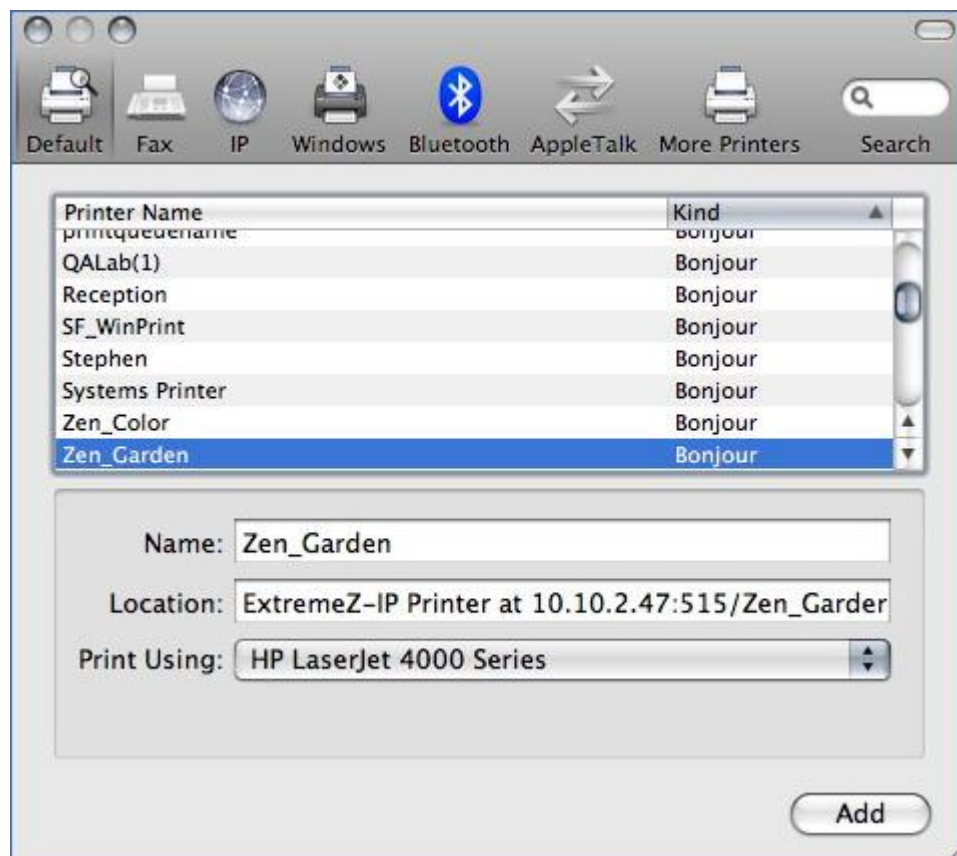 Default Fax IP Windows Bluetooth AppleTalk More Printers Search
Printer Name Kind
printqueuename Bonjour
QALab(1) Bonjour
Reception Bonjour
SF_WinPrint Bonjour
Stephen Bonjour
Systems Printer Bonjour
Zen_Color Bonjour
Zen_Garden Bonjour
Name: Zen_Garden
Location: ExtremeZ-IP Printer at 10.10.2.47:515/Zen_Garder
Print Using: HP LaserJet 4000 Series
Add